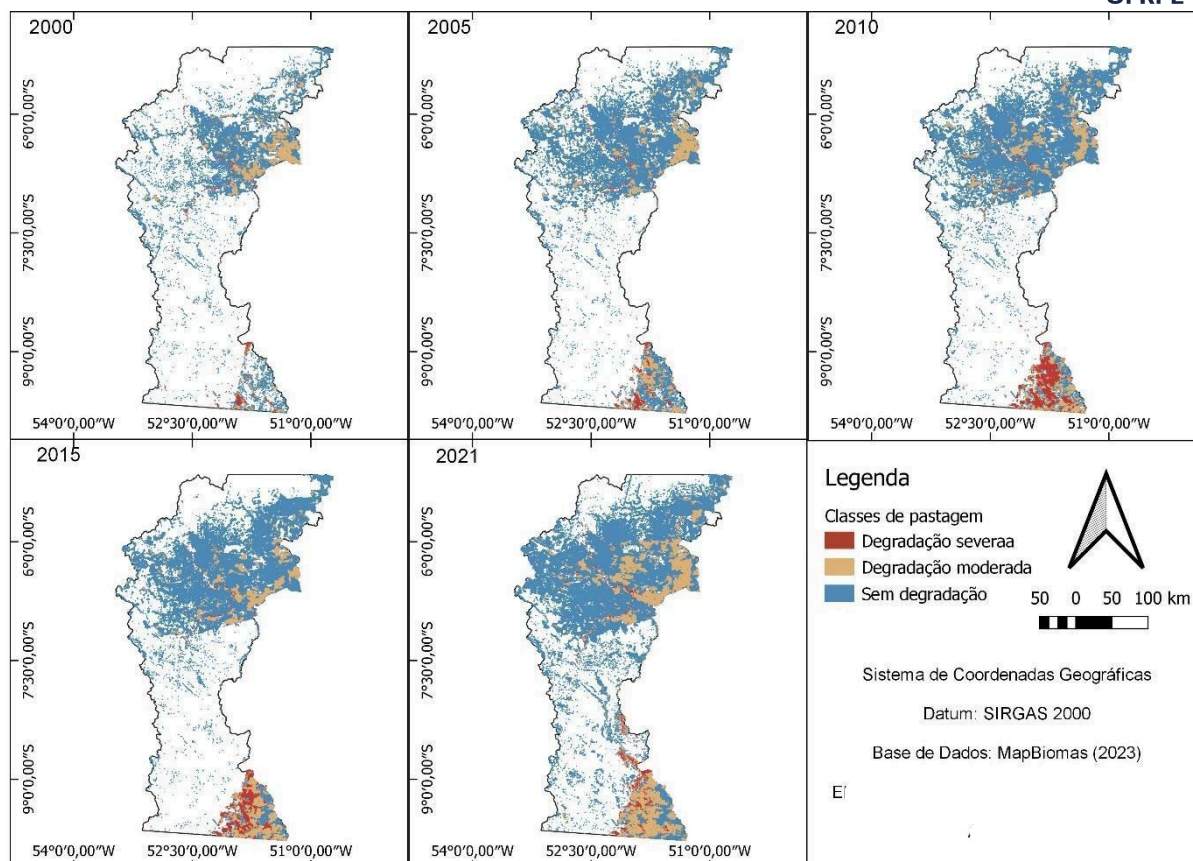 2000
6°0'0,00"S
7°30'0,00"S
9°0'0,00"S
54°0'0,00"W
52°30'0,00"W
51°0'0,00"W
2005
6°0'0,00"S
7°30'0,00"S
9°0'0,00"S
54°0'0,00"W
52°30'0,00"W
51°0'0,00"W
2010
6°0'0,00"S
7°30'0,00"S
9°0'0,00"S
54°0'0,00"W
52°30'0,00"W
51°0'0,00"W
2015
6°0'0,00"S
7°30'0,00"S
9°0'0,00"S
54°0'0,00"W
52°30'0,00"W
51°0'0,00"W
2021
6°0'0,00"S
7°30'0,00"S
9°0'0,00"S
54°0'0,00"W
52°30'0,00"W
51°0'0,00"W
Legenda
Classes de pastagem
Degradação severaa
Degradação moderada
Sem degradação
50 0 50 100 km
Sistema de Coordenadas Geográficas
Datum: SIRGAS 2000
Base de Dados: MapBiomas (2023)